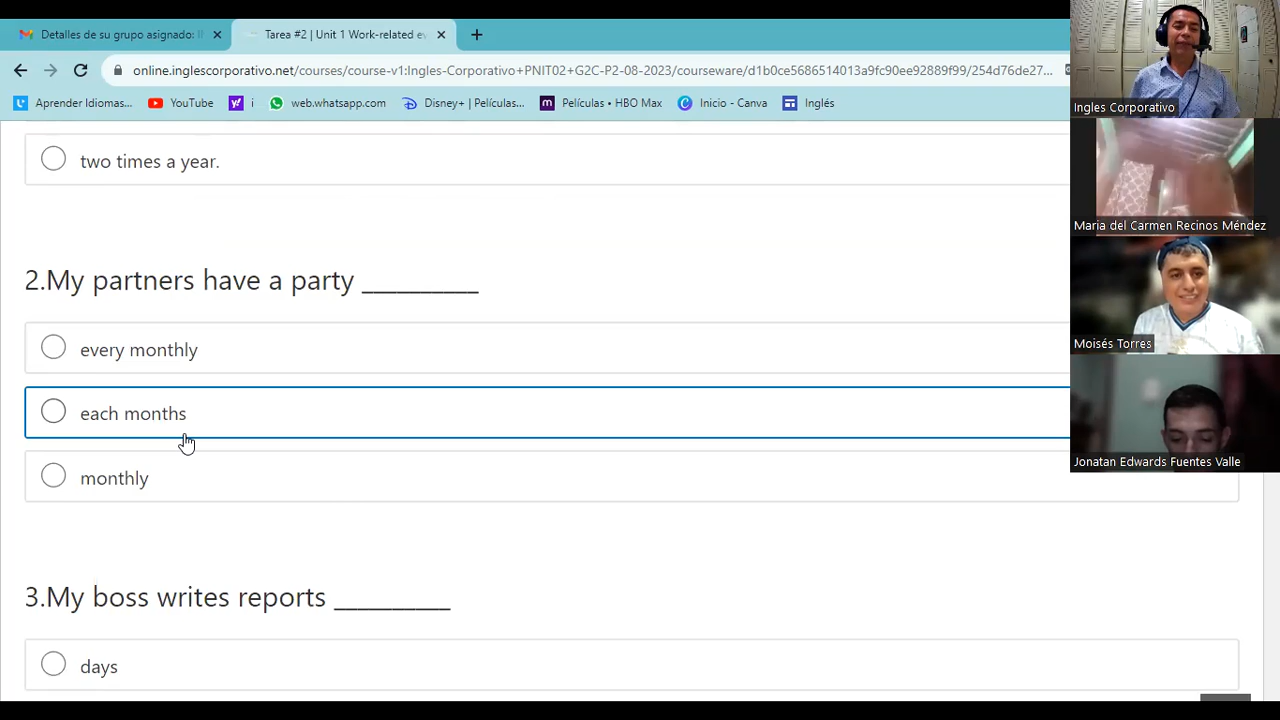 Detalles de su grupo asignado: I
Tarea #2 | Unit 1 Work-related ev
online.inglescorporativo.net/courses/course-v1:Ingles-Corporativo+PNIT02+G2C-P2-08-2023/courseware/d1b0ce5686514013a9fc90ee92889f99/254d76de27...
Aprender Idiomas...
YouTube
i
web.whatsapp.com
Disney+ | Películas...
Películas • HBO Max
Inicio - Canva
Inglés
two times a year.
2.My partners have a party __________
every monthly
each months
monthly
3.My boss writes reports __________
days
Ingles Corporativo
Maria del Carmen Recinos Méndez
Moisés Torres
Jonatan Edwards Fuentes Valle